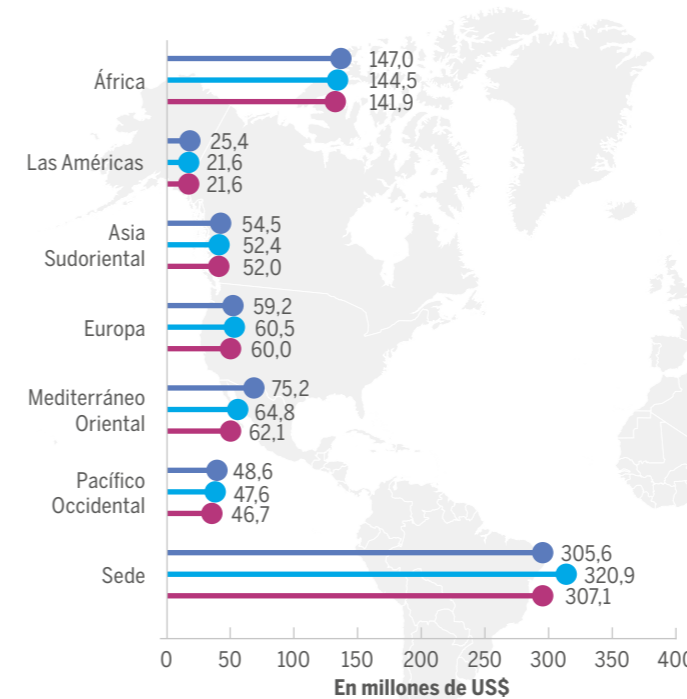 África
147,0
144,5
141,9
Las Américas
25,4
21,6
21,6
Asia
Sudoriental
54,5
52,4
52,0
Europa
59,2
60,5
60,0
Mediterráneo
Oriental
75,2
64,8
62,1
Pacífico
Occidental
48,6
47,6
46,7
Sede
305,6
320,9
307,1
0 50 100 150 200 250 300 350 400
En millones de US$